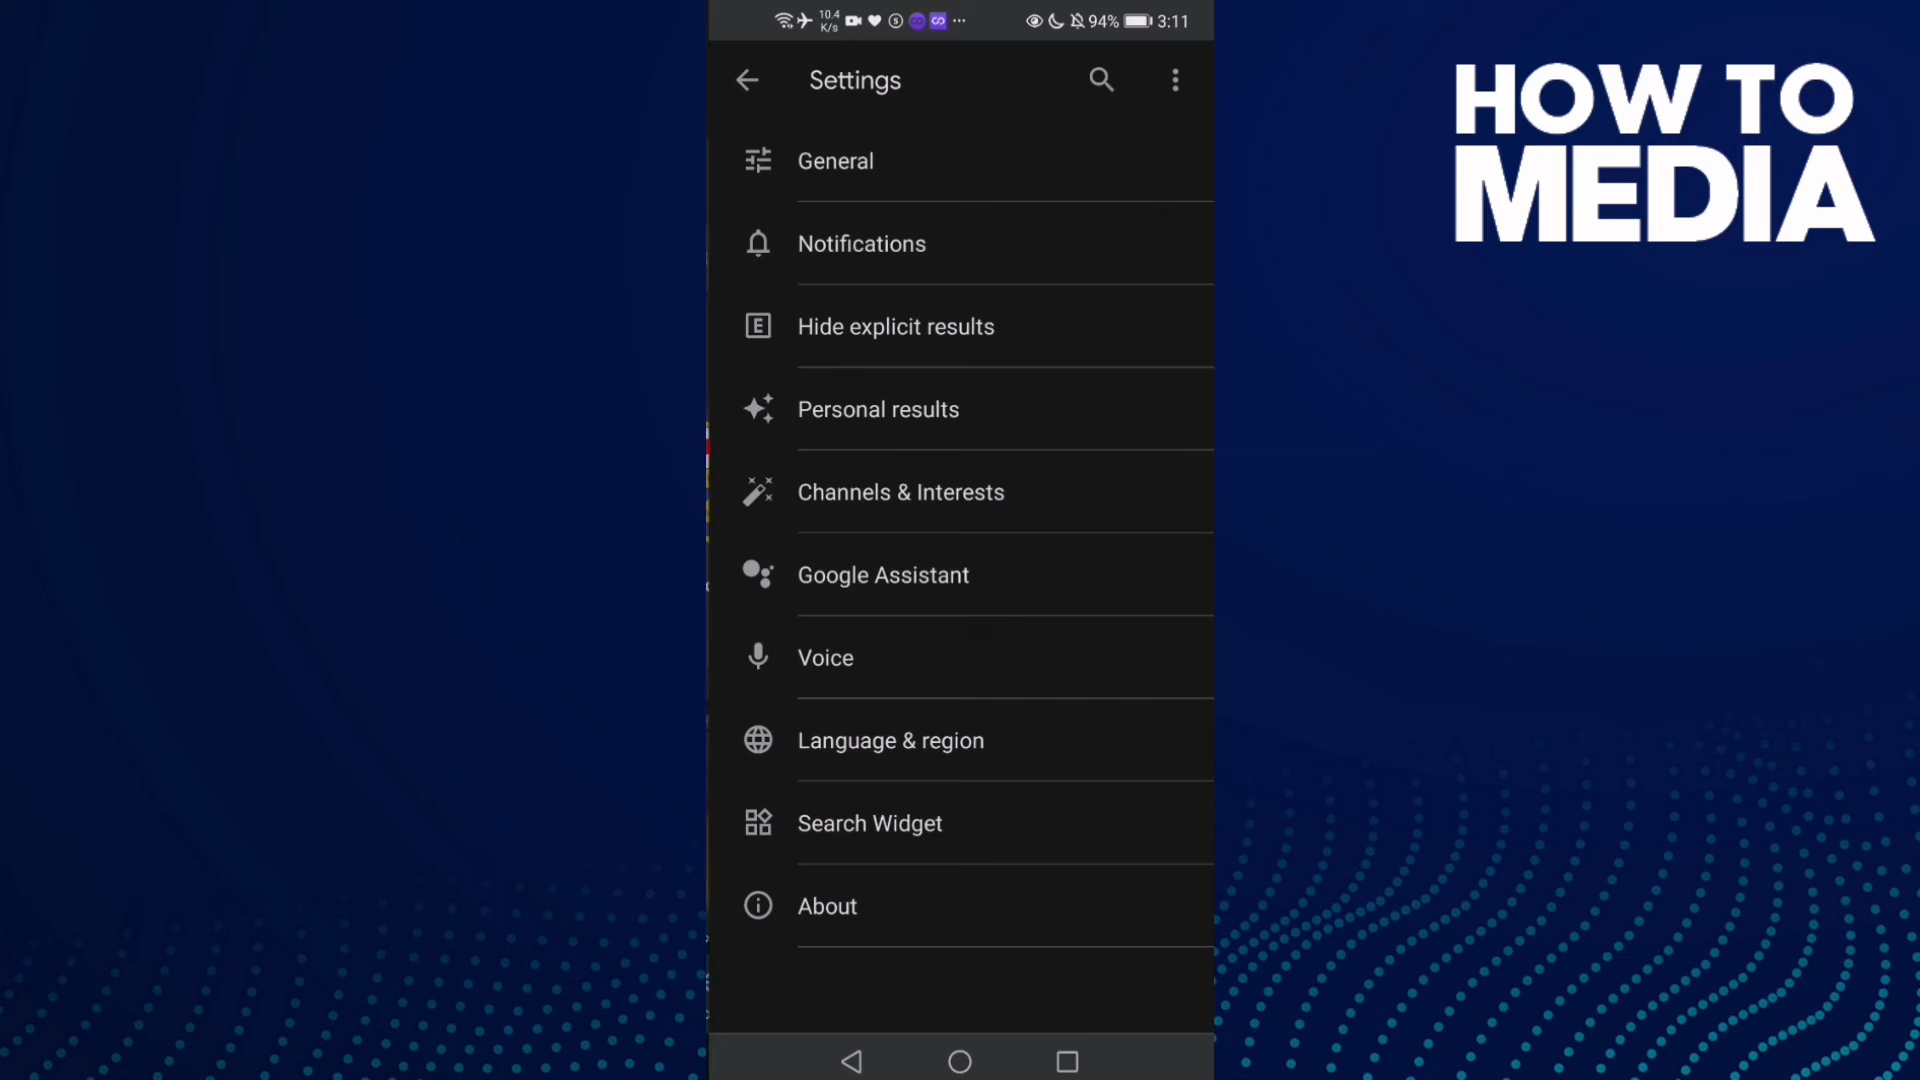 10.4
K/s
94% 3:11
Settings
General
Notifications
E Hide explicit results
Personal results
Channels & Interests
Google Assistant
Voice
Language & region
Search Widget
About
HOW TO
MEDIA